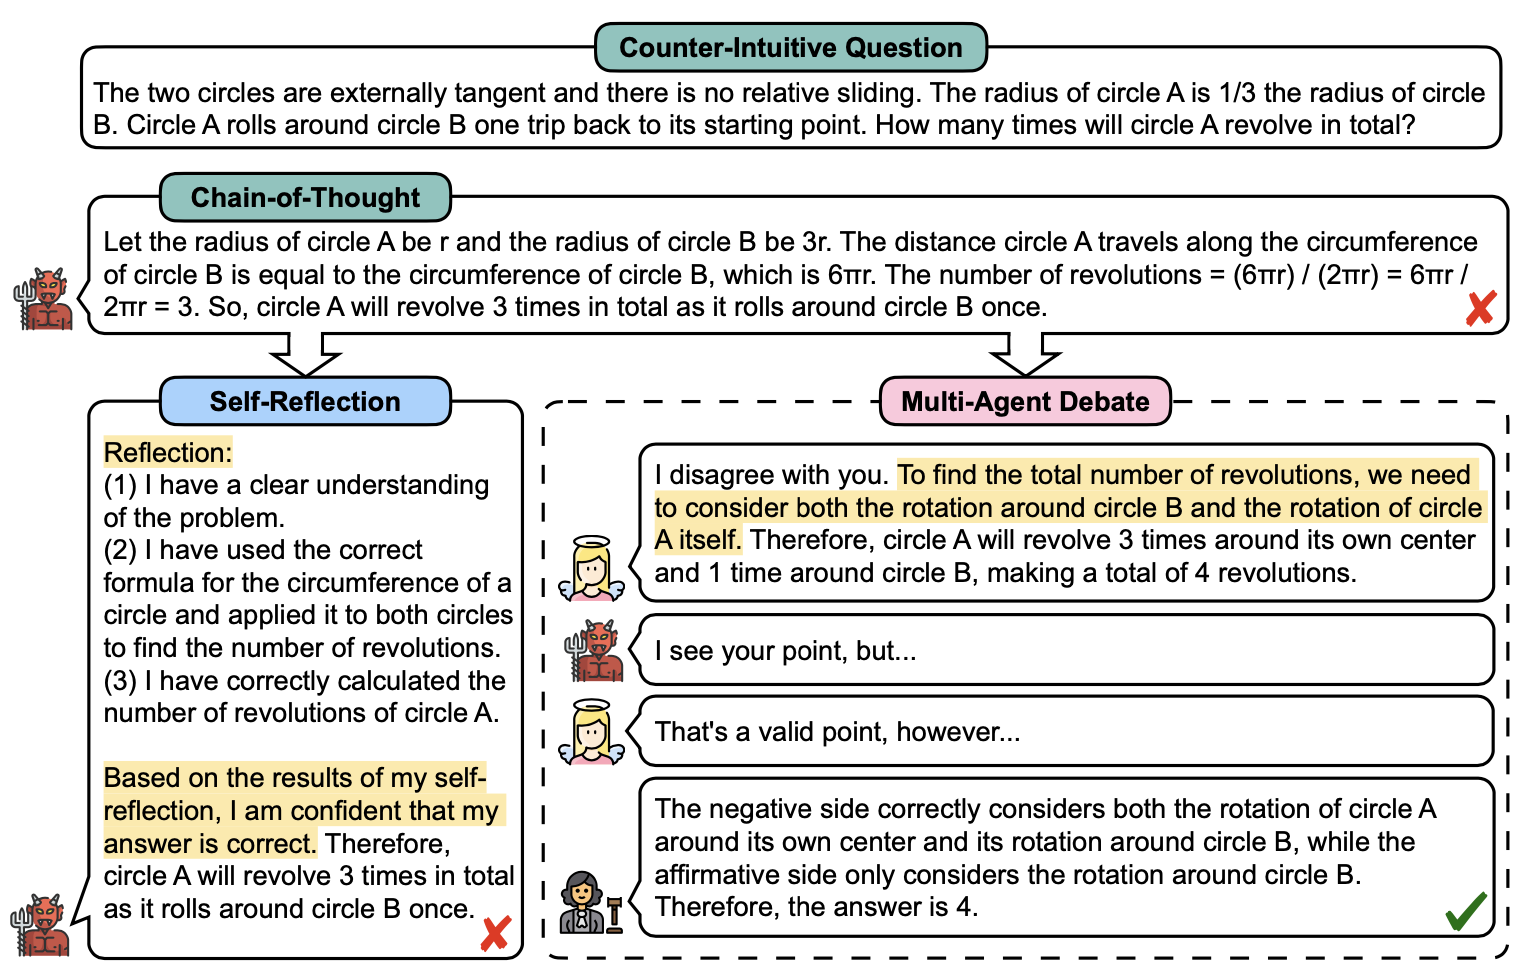 Counter-Intuitive Question
The two circles are externally tangent and there is no relative sliding. The radius of circle A is 1/3 the radius of circle
B. Circle A rolls around circle B one trip back to its starting point. How many times will circle A revolve in total?
Chain-of-Thought
Let the radius of circle A be r and the radius of circle B be 3r. The distance circle A travels along the circumference
of circle B is equal to the circumference of circle B, which is 6πr. The number of revolutions = (6πr) / (2πr) = 6πr /
2πr = 3. So, circle A will revolve 3 times in total as it rolls around circle B once.
Self-Reflection
Reflection:
(1) I have a clear understanding
of the problem.
(2) I have used the correct
formula for the circumference of a
circle and applied it to both circles
to find the number of revolutions.
(3) I have correctly calculated the
number of revolutions of circle A.
Based on the results of my self-
reflection, I am confident that my
answer is correct. Therefore,
circle A will revolve 3 times in total
as it rolls around circle B once.
Multi-Agent Debate
I disagree with you. To find the total number of revolutions, we need
to consider both the rotation around circle B and the rotation of circle
A itself. Therefore, circle A will revolve 3 times around its own center
and 1 time around circle B, making a total of 4 revolutions.
I see your point, but...
That's a valid point, however...
The negative side correctly considers both the rotation of circle A
around its own center and its rotation around circle B, while the
affirmative side only considers the rotation around circle B.
Therefore, the answer is 4.